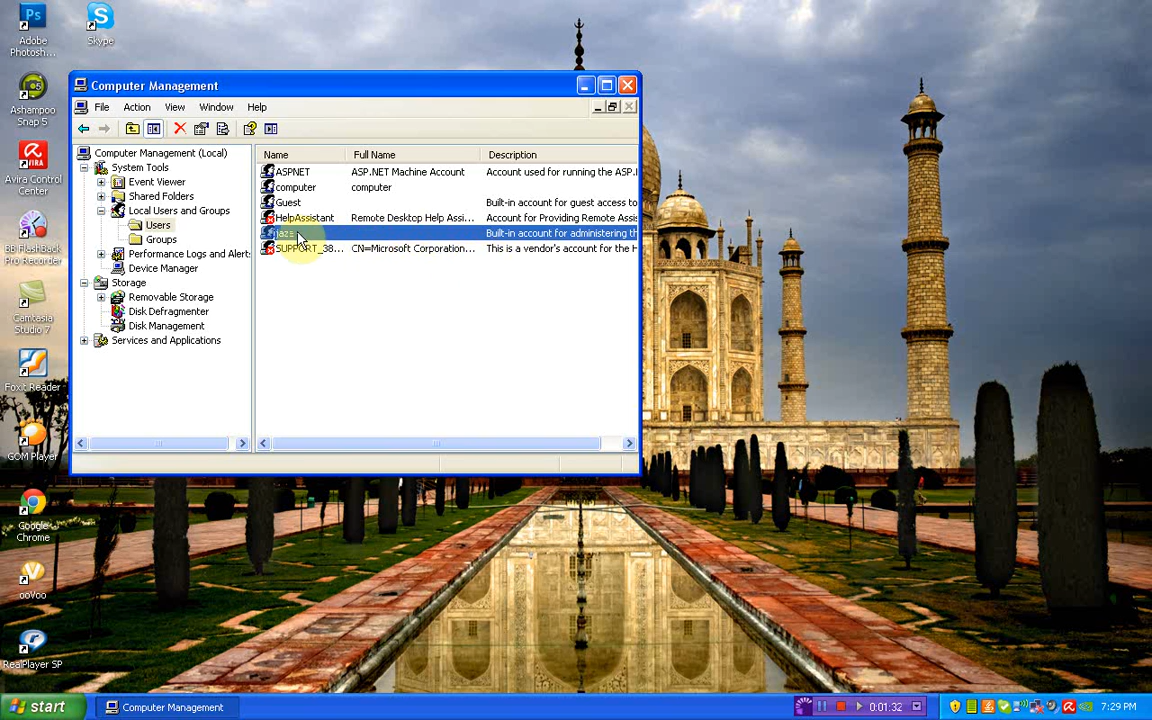 Adobe
Photosh...
Skype
Ashampoo
Snap 5
Avira Control
Center
BB FlashBack
Pro Recorder
Camtasia
Studio 7
Foxit Reader
GOM Player
Google
Chrome
ooVoo
RealPlayer SP
Computer Management
File Action View Window Help
Computer Management (Local)
System Tools
Event Viewer
Shared Folders
Local Users and Groups
Users
Groups
Performance Logs and Alert:
Device Manager
Storage
Removable Storage
Disk Defragmenter
Disk Management
Services and Applications
Name Full Name Description
ASPNET ASP.NET Machine Account Account used for running the ASP.
computer computer
Guest Built-in account for guest access to
HelpAssistant Remote Desktop Help Assi... Account for Providing Remote Assis
Built-in account for administering th
SUPPORT_38... CN=Microsoft Corporation... This is a vendor's account for the H
start
Computer Management
0:01:32
7:29 PM